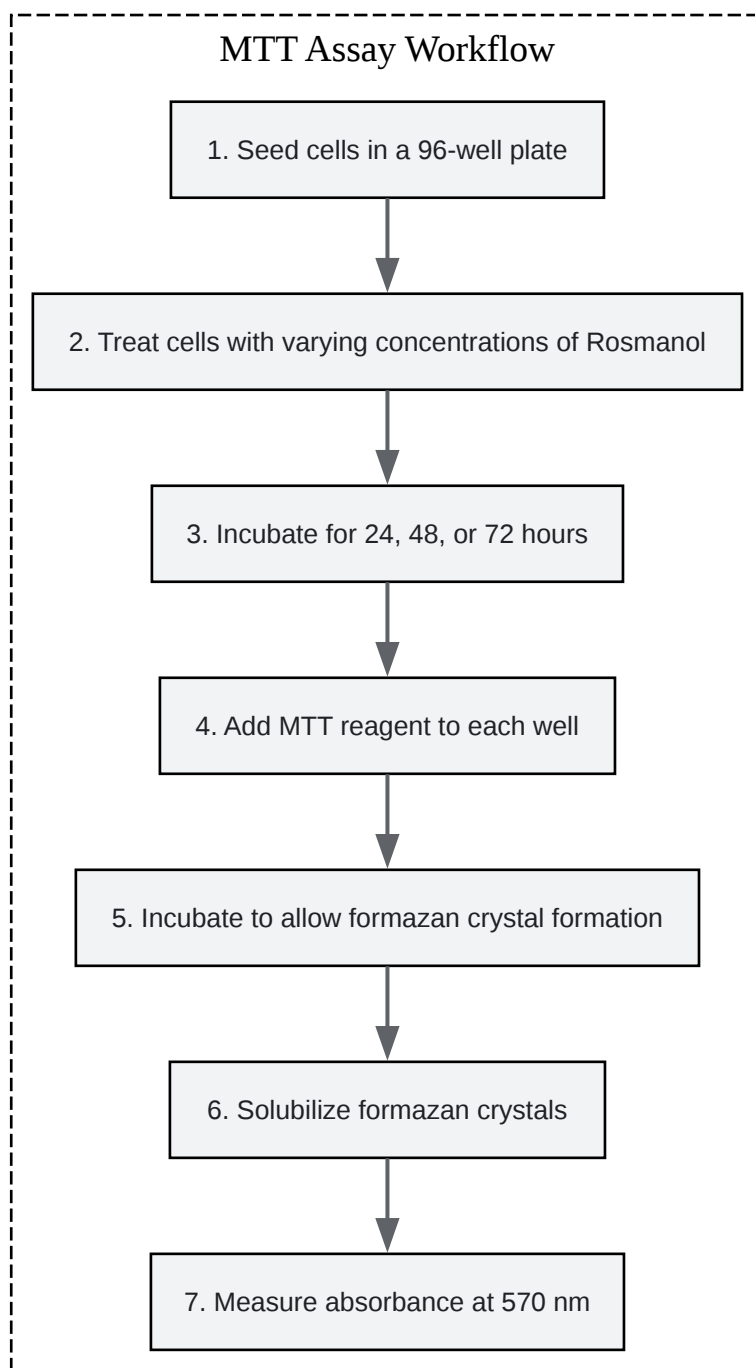 MTT Assay Workflow
1. Seed cells in a 96-well plate
2. Treat cells with varying concentrations of Rosmanol
3. Incubate for 24, 48, or 72 hours
4. Add MTT reagent to each well
5. Incubate to allow formazan crystal formation
6. Solubilize formazan crystals
7. Measure absorbance at 570 nm